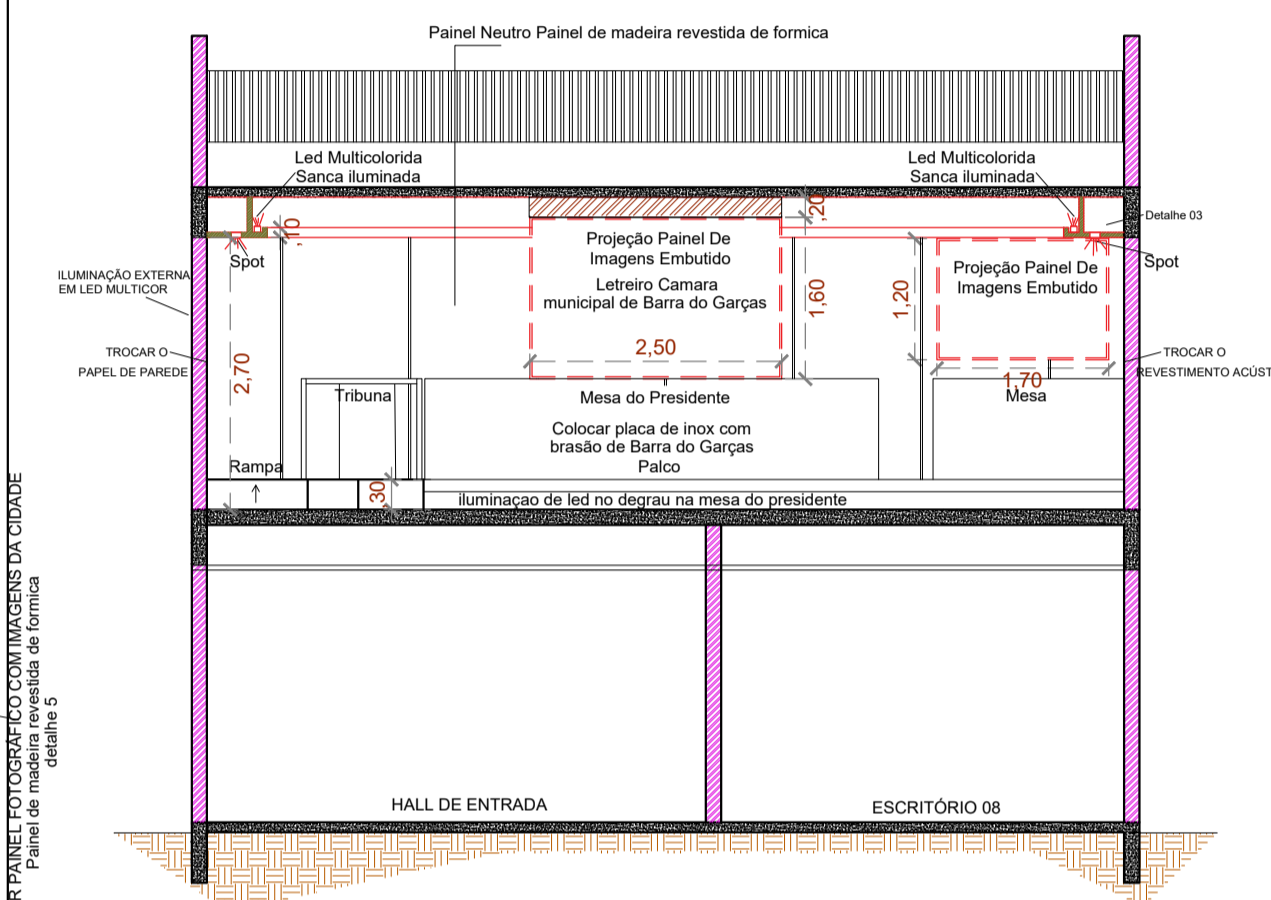 Painel Neutro Painel de madeira revestida de formica
Led Multicolorida
Sanca iluminada
Led Multicolorida
Sanca iluminada
,20
Detalhe 03
,10
Spot
Projeção Painel De
Imagens Embutido
Letreiro Camara
municipal de Barra do Garças
Projeção Painel De
Imagens Embutido
Spot
ILUMINAÇÃO EXTERNA
EM LED MULTICOR
1,60
1,20
2,50
TROCAR O
PAPEL DE PAREDE
2,70
TROCAR O
REVESTIMENTO ACÚST
1,70
Tribuna
Mesa do Presidente
Mesa
Colocar placa de inox com
brasão de Barra do Garças
Palco
Rampa
,30
iluminaçao de led no degrau na mesa do presidente
R PAINEL FOTOGRÁFICO COM IMAGENS DA CIDADE
Painel de madeira revestida de formica
detalhe 5
HALL DE ENTRADA
ESCRITÓRIO 08